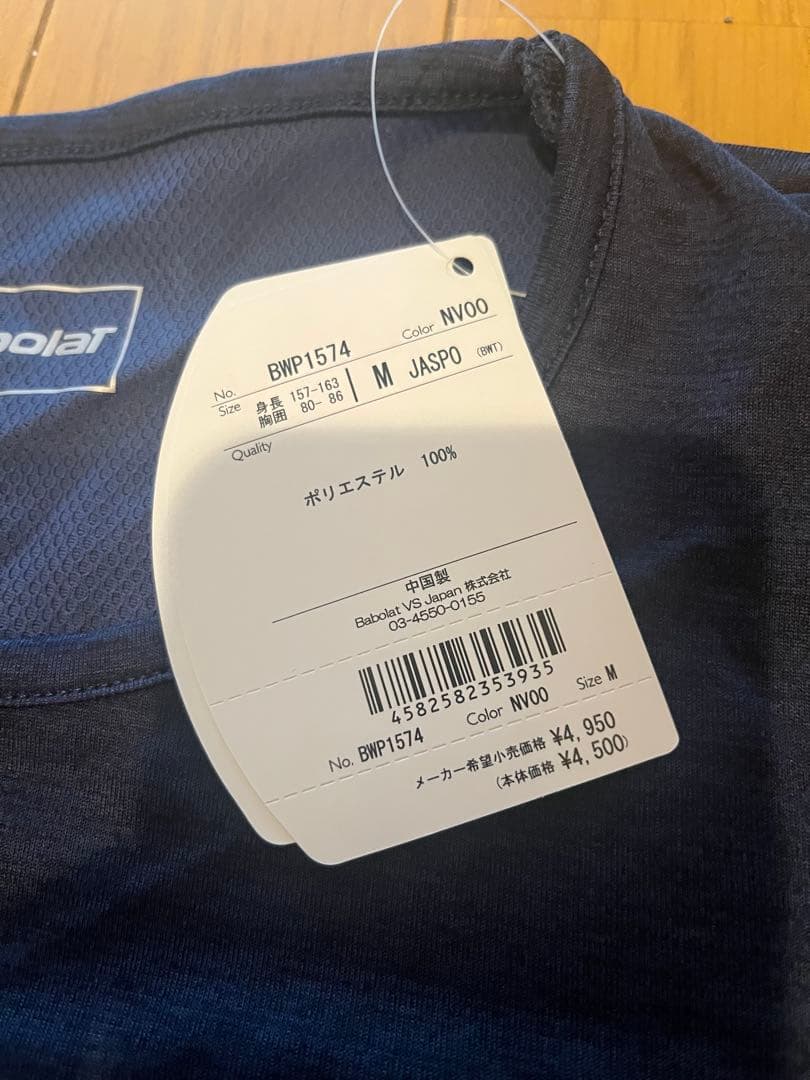 No. BWP1574 Color NV00
Size 身長 157-163 胸囲 80- 86 M JASPO (BWT)
Quality
ポリエステル 100%
中国製
Babolat VS Japan 株式会社
03-4550-0155
4582582353935
No. BWP1574 Color NV00 Size M
メーカー希望小売価格 ¥4,950
(本体価格 ¥4,500)